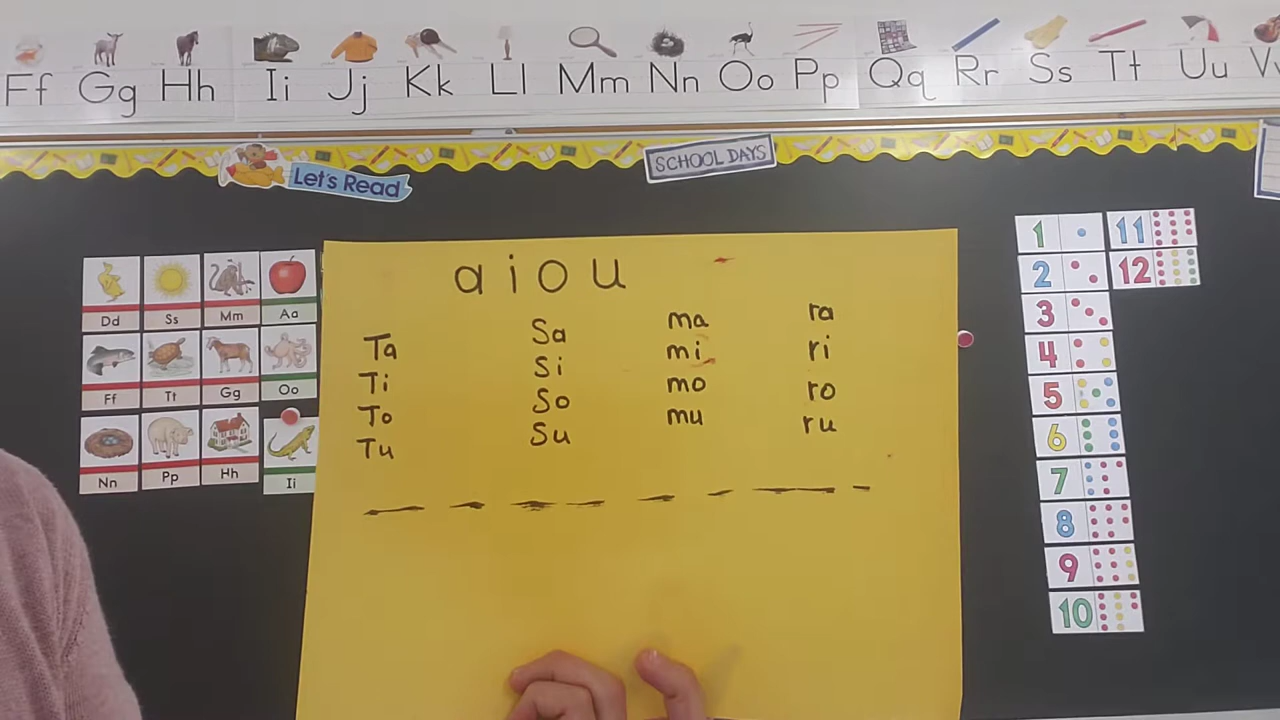 Ff Gg Hh Ii Jj Kk Ll Mm Nn Oo Pp Qq Rr Ss Tt Uu Vv
Let's Read
SCHOOL DAYS
Dd Ss Mm Aa
Ff Tt Gg Oo
Nn Pp Hh Ii
a i o u
Ta Sa ma ra
Ti Si mi ri
To So mo ro
Tu Su mu ru
1 11
2 12
3
4
5
6
7
8
9
10